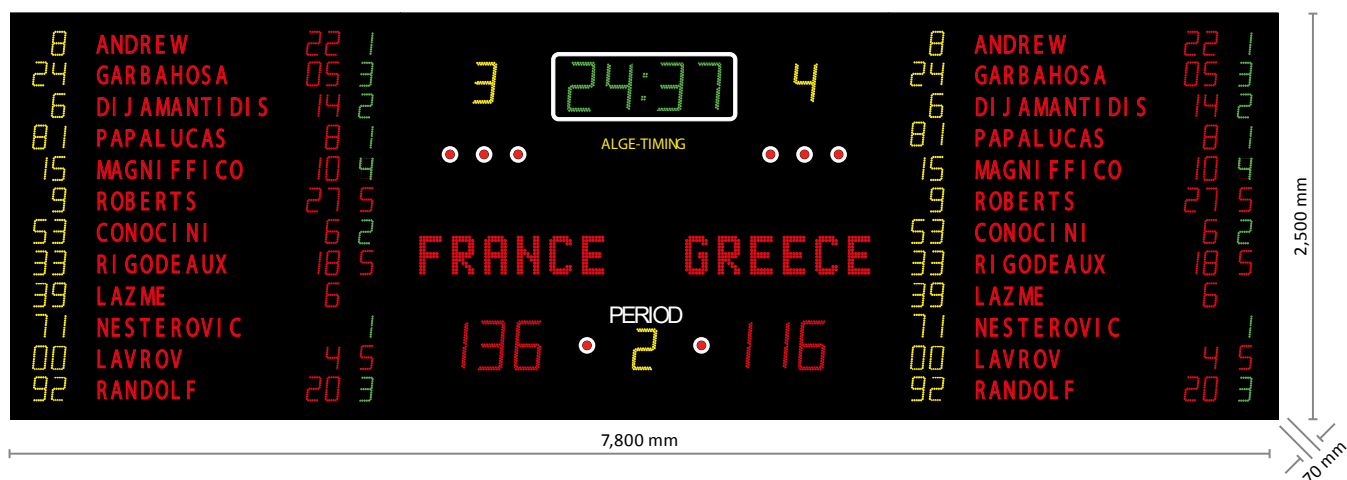 8 ANDREW 22 1
24 GARBAHOSA 05 3
6 DIJAMANTIDIS 14 2
81 PAPALUCAS 8 1
15 MAGNIFFICO 10 4
9 ROBERTS 27 5
53 CONOCINI 6 2
33 RIGODEAUX 18 5
39 LAZME 6
71 NESTEROVIC 1
00 LAVROV 4 5
92 RANDOLF 20 3
3 24:37 4
ALGE-TIMING
FRANCE GREECE
PERIOD
136 2 116
8 ANDREW 22 1
24 GARBAHOSA 05 3
6 DIJAMANTIDIS 14 2
81 PAPALUCAS 8 1
15 MAGNIFFICO 10 4
9 ROBERTS 27 5
53 CONOCINI 6 2
33 RIGODEAUX 18 5
39 LAZME 6
71 NESTEROVIC 1
00 LAVROV 4 5
92 RANDOLF 20 3
2,500 mm
7,800 mm
70 mm